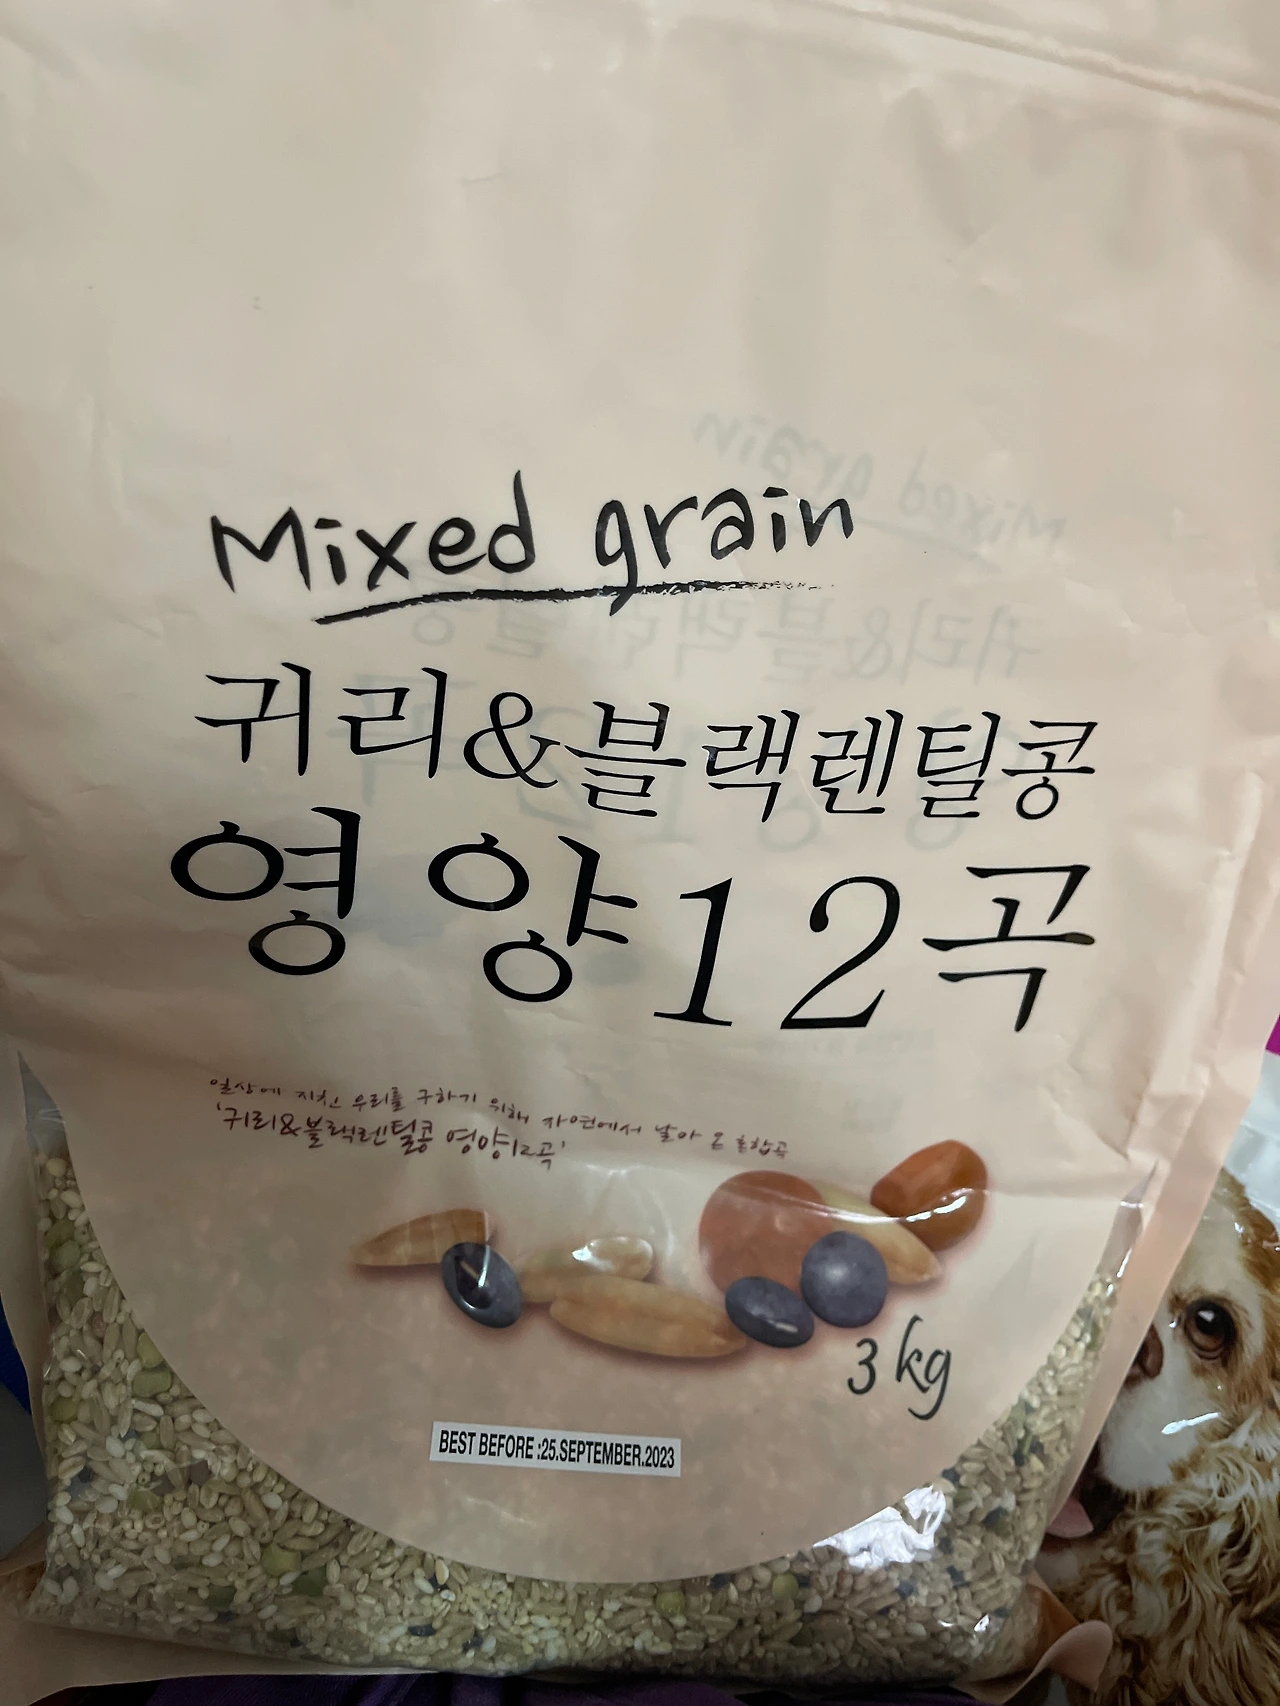 Mixed grain
귀리&블랙렌틸콩
영양12곡
일상에 지친 우리를 구하기 위해 자연에서 날아 온 혼합곡
'귀리&블랙렌틸콩 영양12곡'
3kg
BEST BEFORE :25.SEPTEMBER.2023